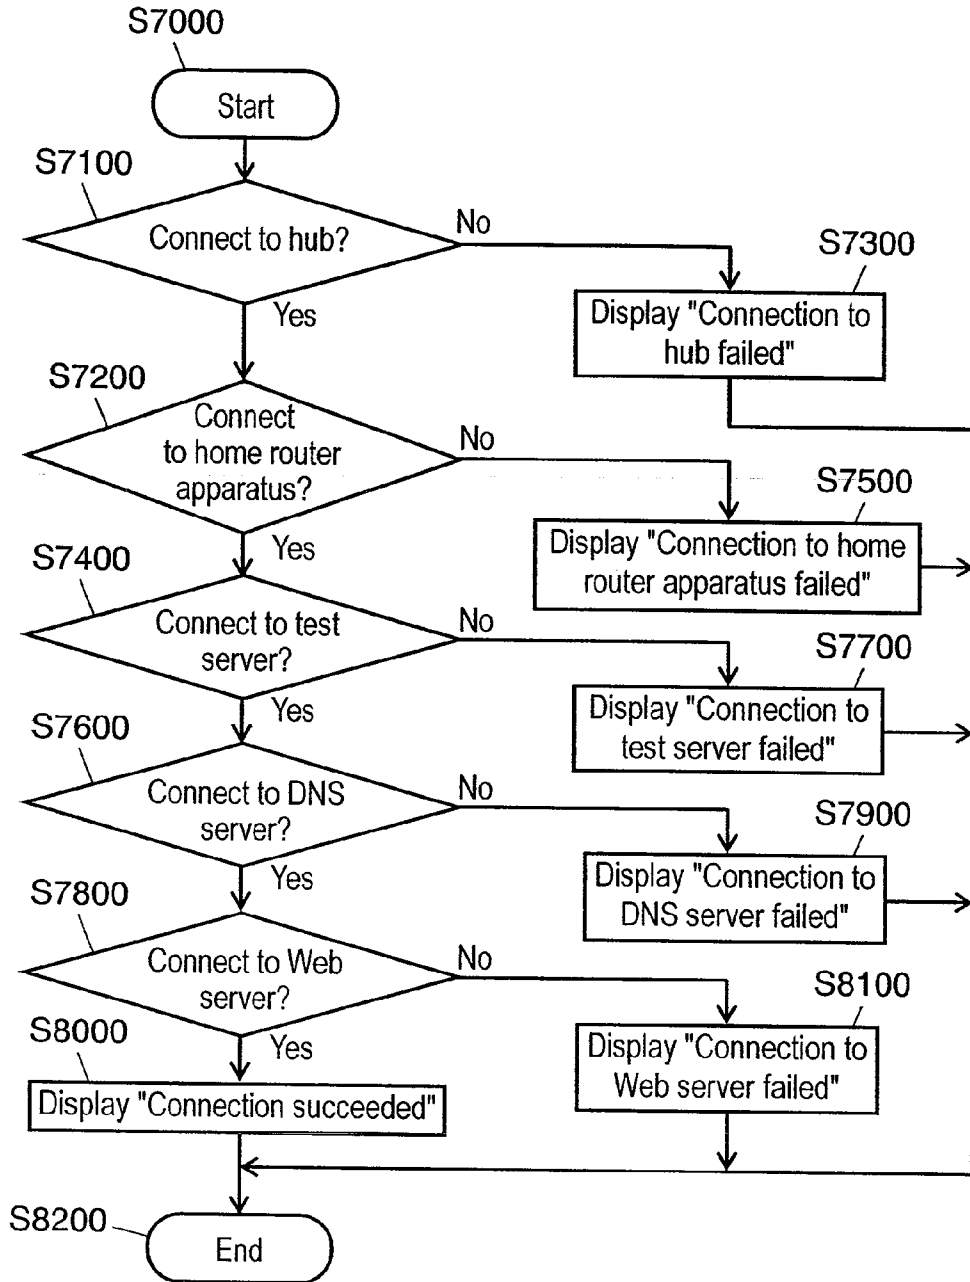 S7000
Start
S7100
Connect to hub?
No
Yes
S7300
Display "Connection to
hub failed"
S7200
Connect
to home router
apparatus?
No
Yes
S7500
Display "Connection to home
router apparatus failed"
S7400
Connect to test
server?
No
Yes
S7700
Display "Connection to
test server failed"
S7600
Connect to DNS
server?
No
Yes
S7900
Display "Connection to
DNS server failed"
S7800
Connect to Web
server?
No
Yes
S8100
Display "Connection to
Web server failed"
S8000
Display "Connection succeeded"
S8200
End